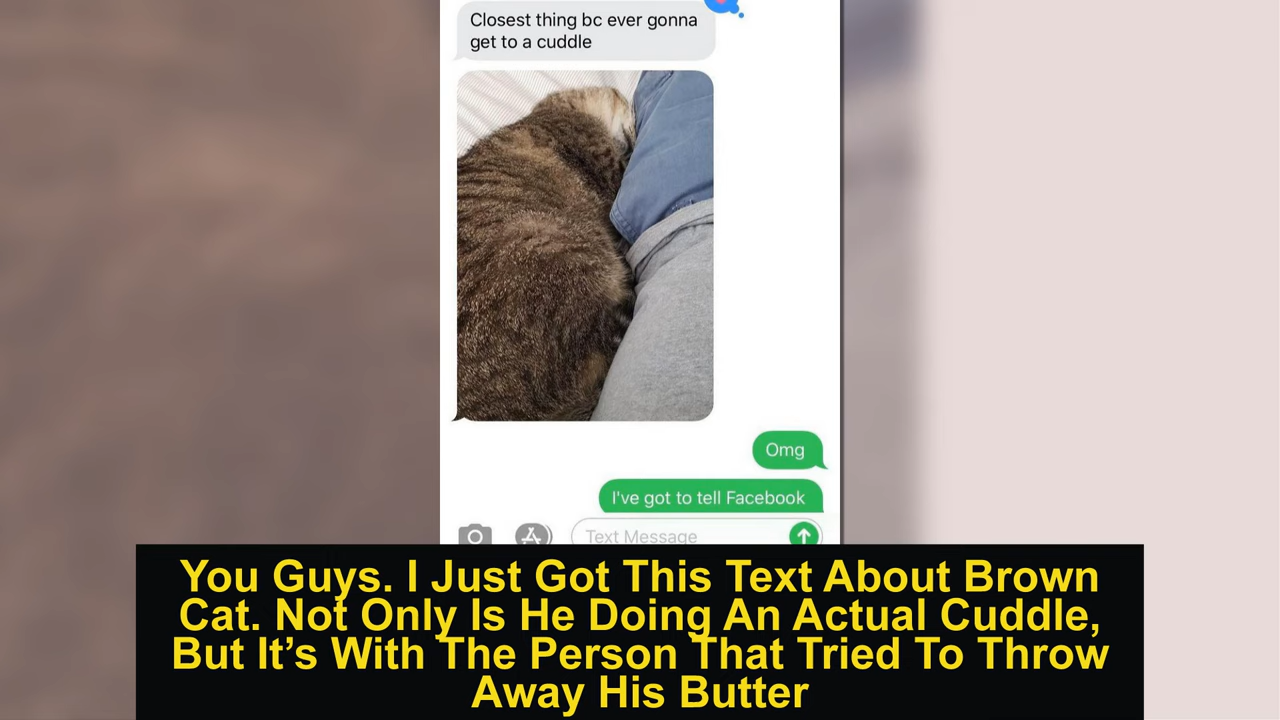 Closest thing bc ever gonna
get to a cuddle
Omg
I've got to tell Facebook
Text Message
You Guys. I Just Got This Text About Brown
Cat. Not Only Is He Doing An Actual Cuddle,
But It’s With The Person That Tried To Throw
Away His Butter